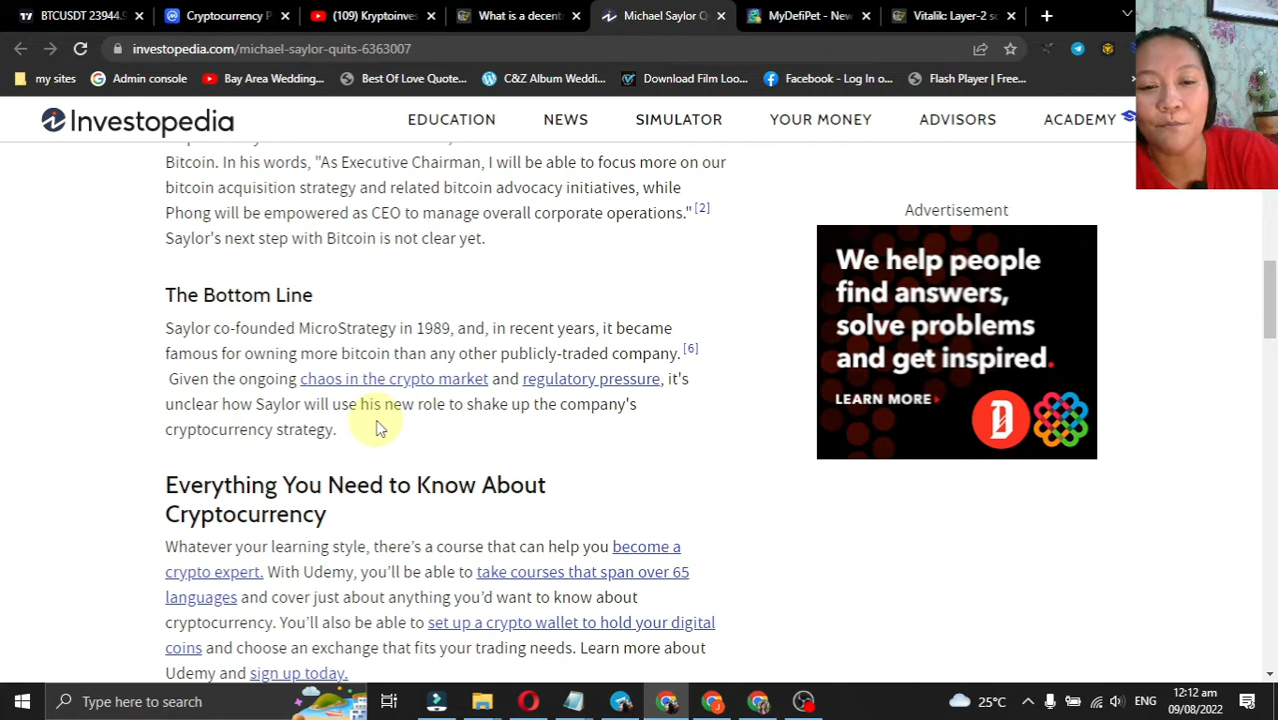 BTCUSDT 23944.9
Cryptocurrency P
(109) Kryptoinves
What is a decent
Michael Saylor Q
MyDefiPet - New
Vitalik: Layer-2 s
investopedia.com/michael-saylor-quits-6363007
my sites
Admin console
Bay Area Wedding...
Best Of Love Quote...
C&Z Album Wedd...
Download Film Loo...
Facebook - Log In o...
Flash Player | Free...
Investopedia
EDUCATION
NEWS
SIMULATOR
YOUR MONEY
ADVISORS
ACADEMY
Bitcoin. In his words, "As Executive Chairman, I will be able to focus more on our
bitcoin acquisition strategy and related bitcoin advocacy initiatives, while
Phong will be empowered as CEO to manage overall corporate operations." [2]
Saylor's next step with Bitcoin is not clear yet.
The Bottom Line
Saylor co-founded MicroStrategy in 1989, and, in recent years, it became
famous for owning more bitcoin than any other publicly-traded company. [6]
Given the ongoing chaos in the crypto market and regulatory pressure, it's
unclear how Saylor will use his new role to shake up the company's
cryptocurrency strategy.
Everything You Need to Know About
Cryptocurrency
Whatever your learning style, there's a course that can help you become a
crypto expert. With Udemy, you'll be able to take courses that span over 65
languages and cover just about anything you'd want to know about
cryptocurrency. You'll also be able to set up a crypto wallet to hold your digital
coins and choose an exchange that fits your trading needs. Learn more about
Udemy and sign up today.
Advertisement
We help people
find answers,
solve problems
and get inspired.
LEARN MORE
Type here to search
25°C
ENG
12:12 am
09/08/2022